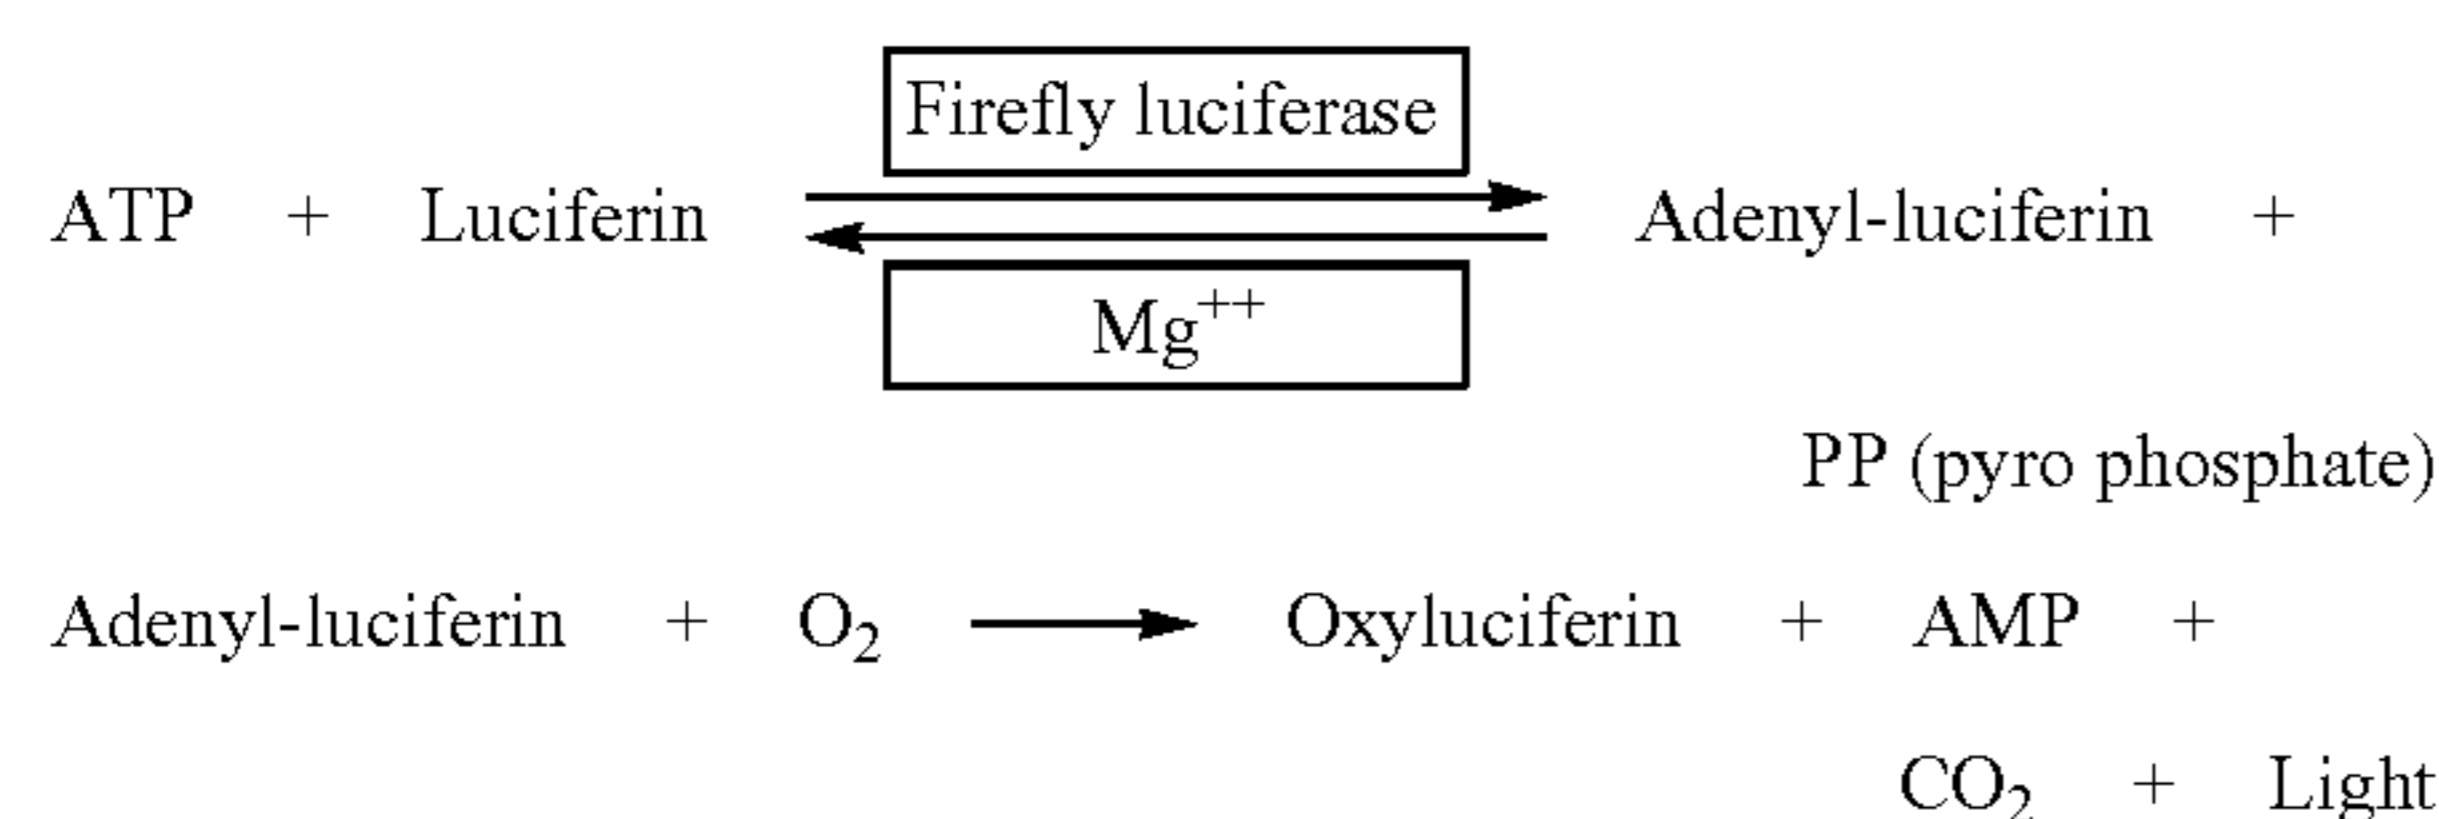 Firefly luciferase
ATP + Luciferin Adenyl-luciferin +
Mg⁺⁺
PP (pyro phosphate)
Adenyl-luciferin + O₂ → Oxyluciferin + AMP +
CO₂ + Light